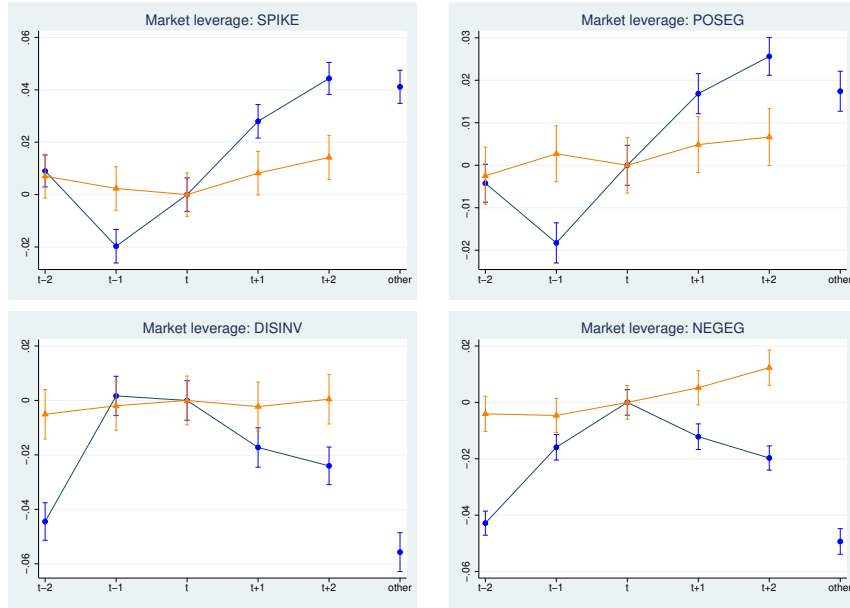 Market leverage: SPIKE
.06
.04
.02
0
−.02
t−2 t−1 t t+1 t+2 other
Market leverage: POSEG
.03
.02
.01
0
−.01
−.02
t−2 t−1 t t+1 t+2 other
Market leverage: DISINV
.02
0
−.02
−.04
−.06
t−2 t−1 t t+1 t+2 other
Market leverage: NEGEG
.02
0
−.02
−.04
−.06
t−2 t−1 t t+1 t+2 other